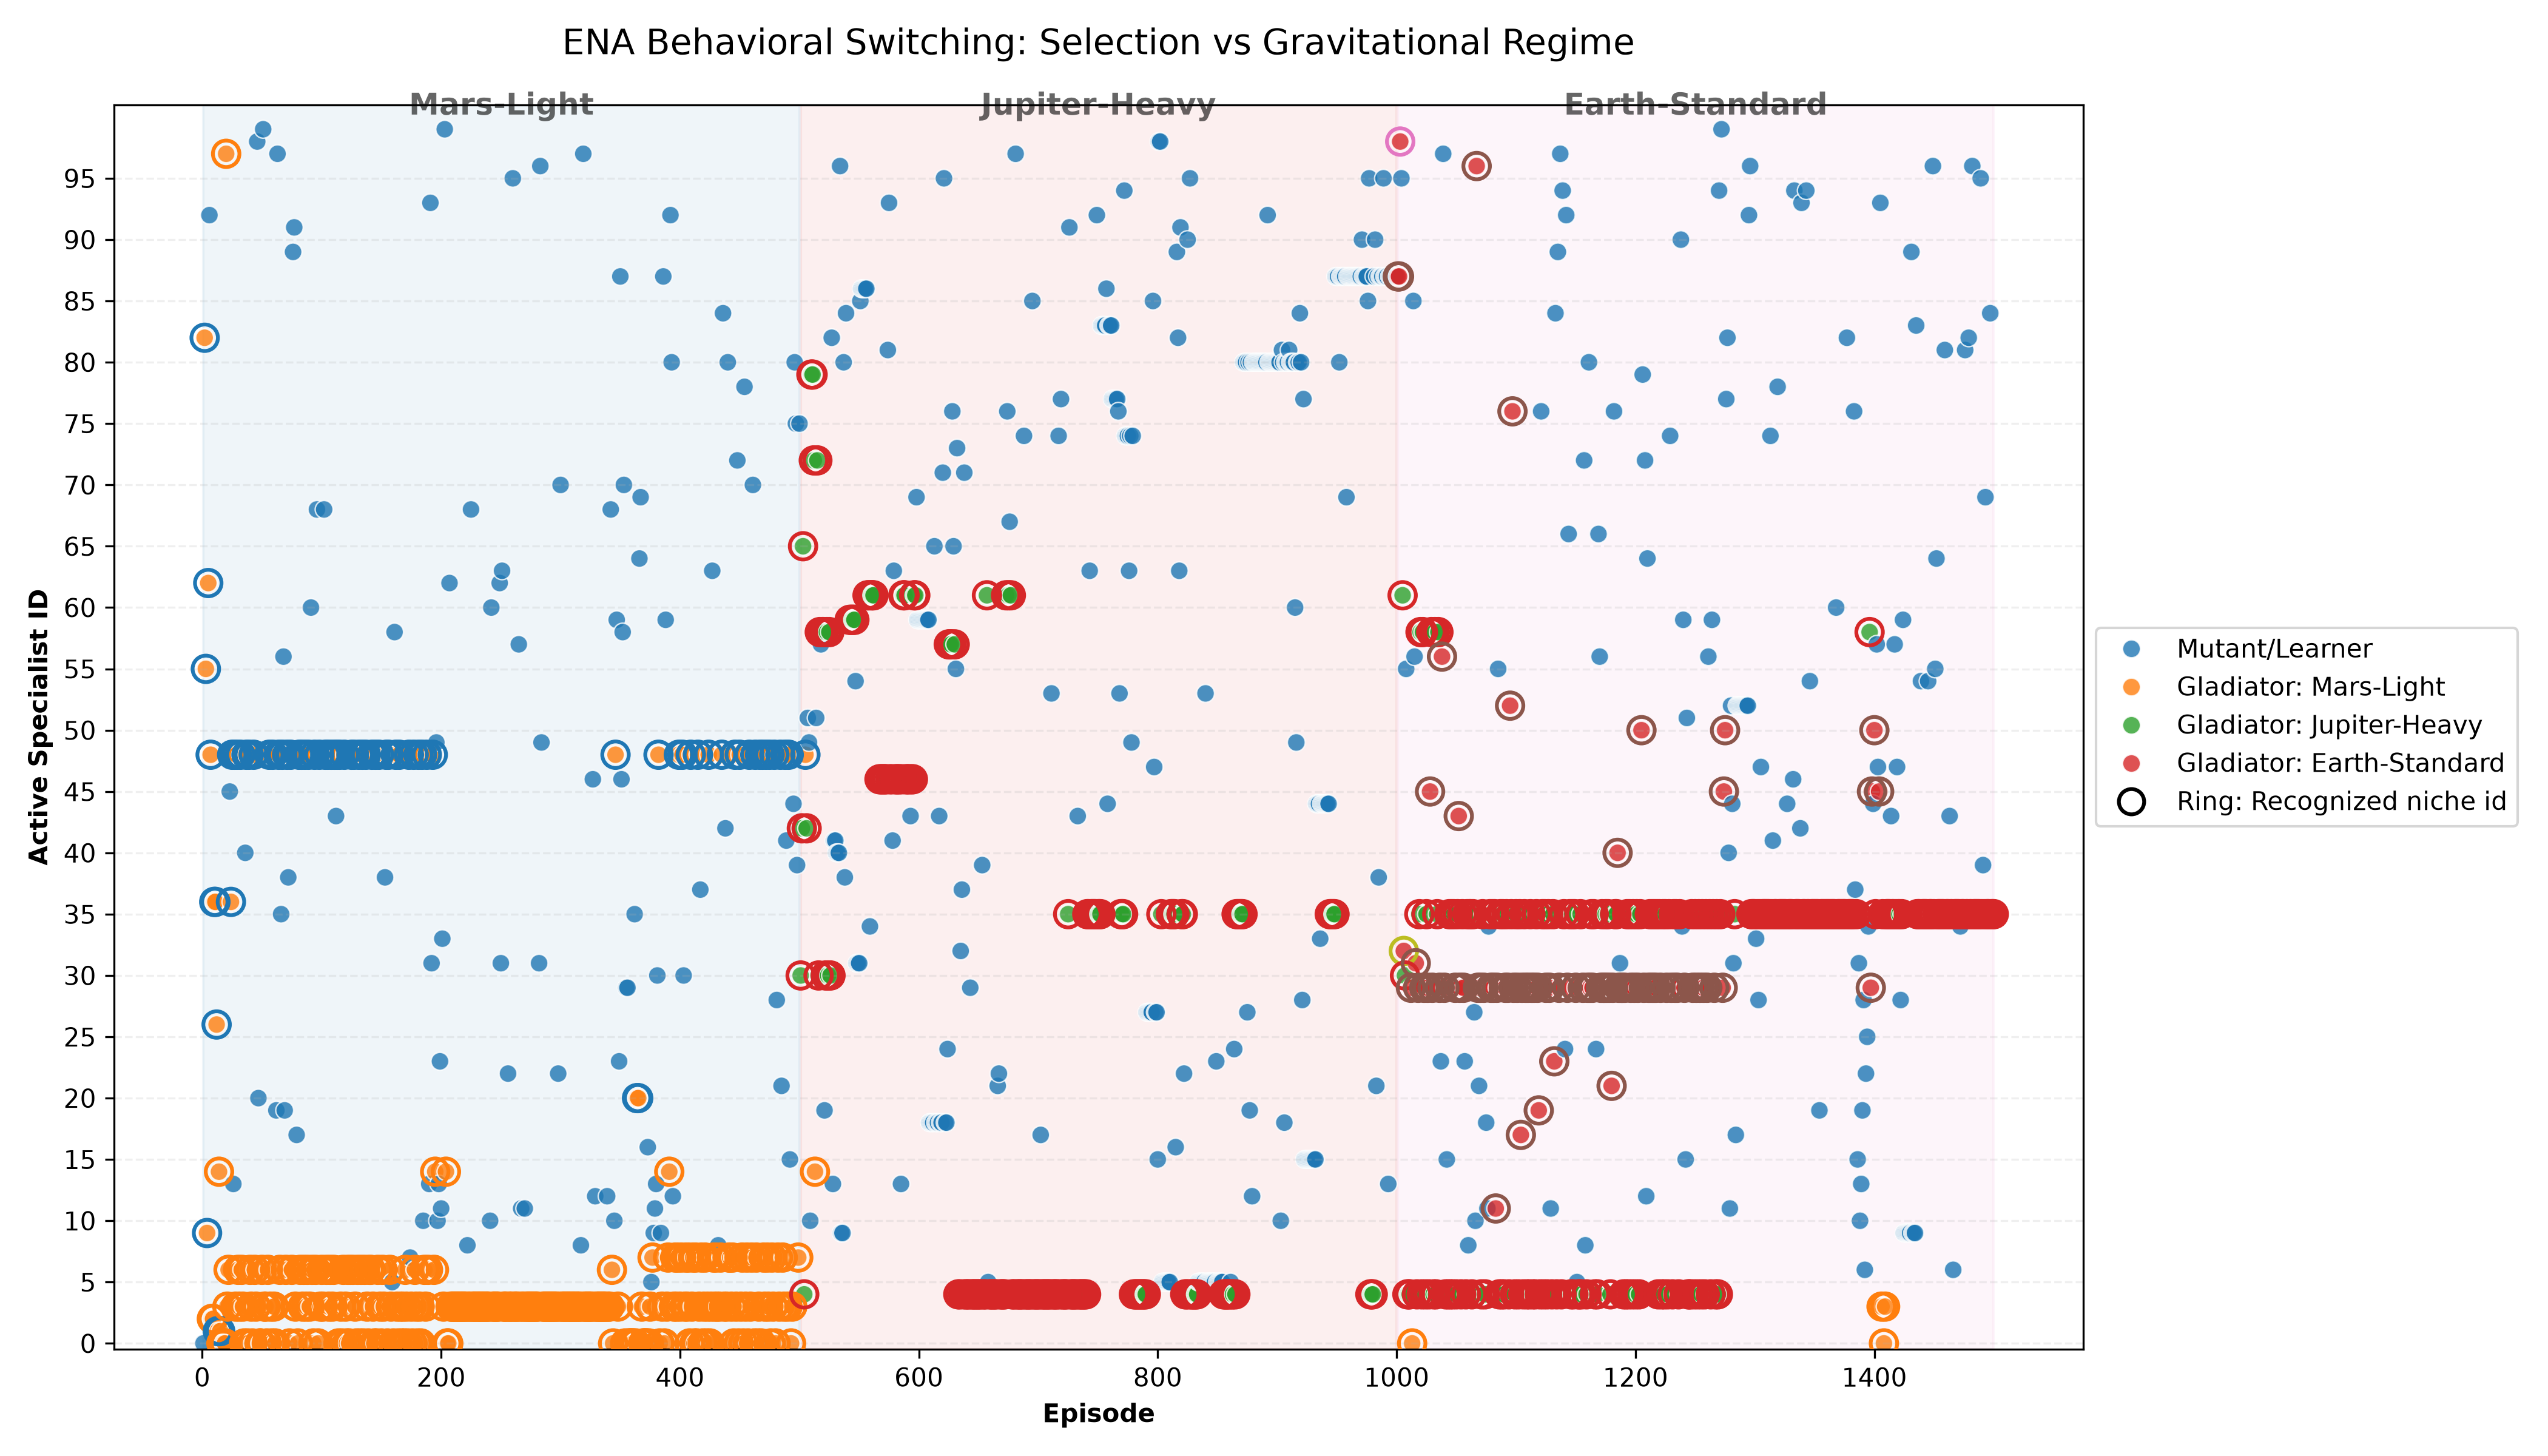 ENA Behavioral Switching: Selection vs Gravitational Regime
Mars-Light
Jupiter-Heavy
Earth-Standard
95
90
85
80
75
70
65
60
55
50
45
40
35
30
25
20
15
10
5
0
Active Specialist ID
0
200
400
600
800
1000
1200
1400
Episode
Mutant/Learner
Gladiator: Mars-Light
Gladiator: Jupiter-Heavy
Gladiator: Earth-Standard
Ring: Recognized niche id